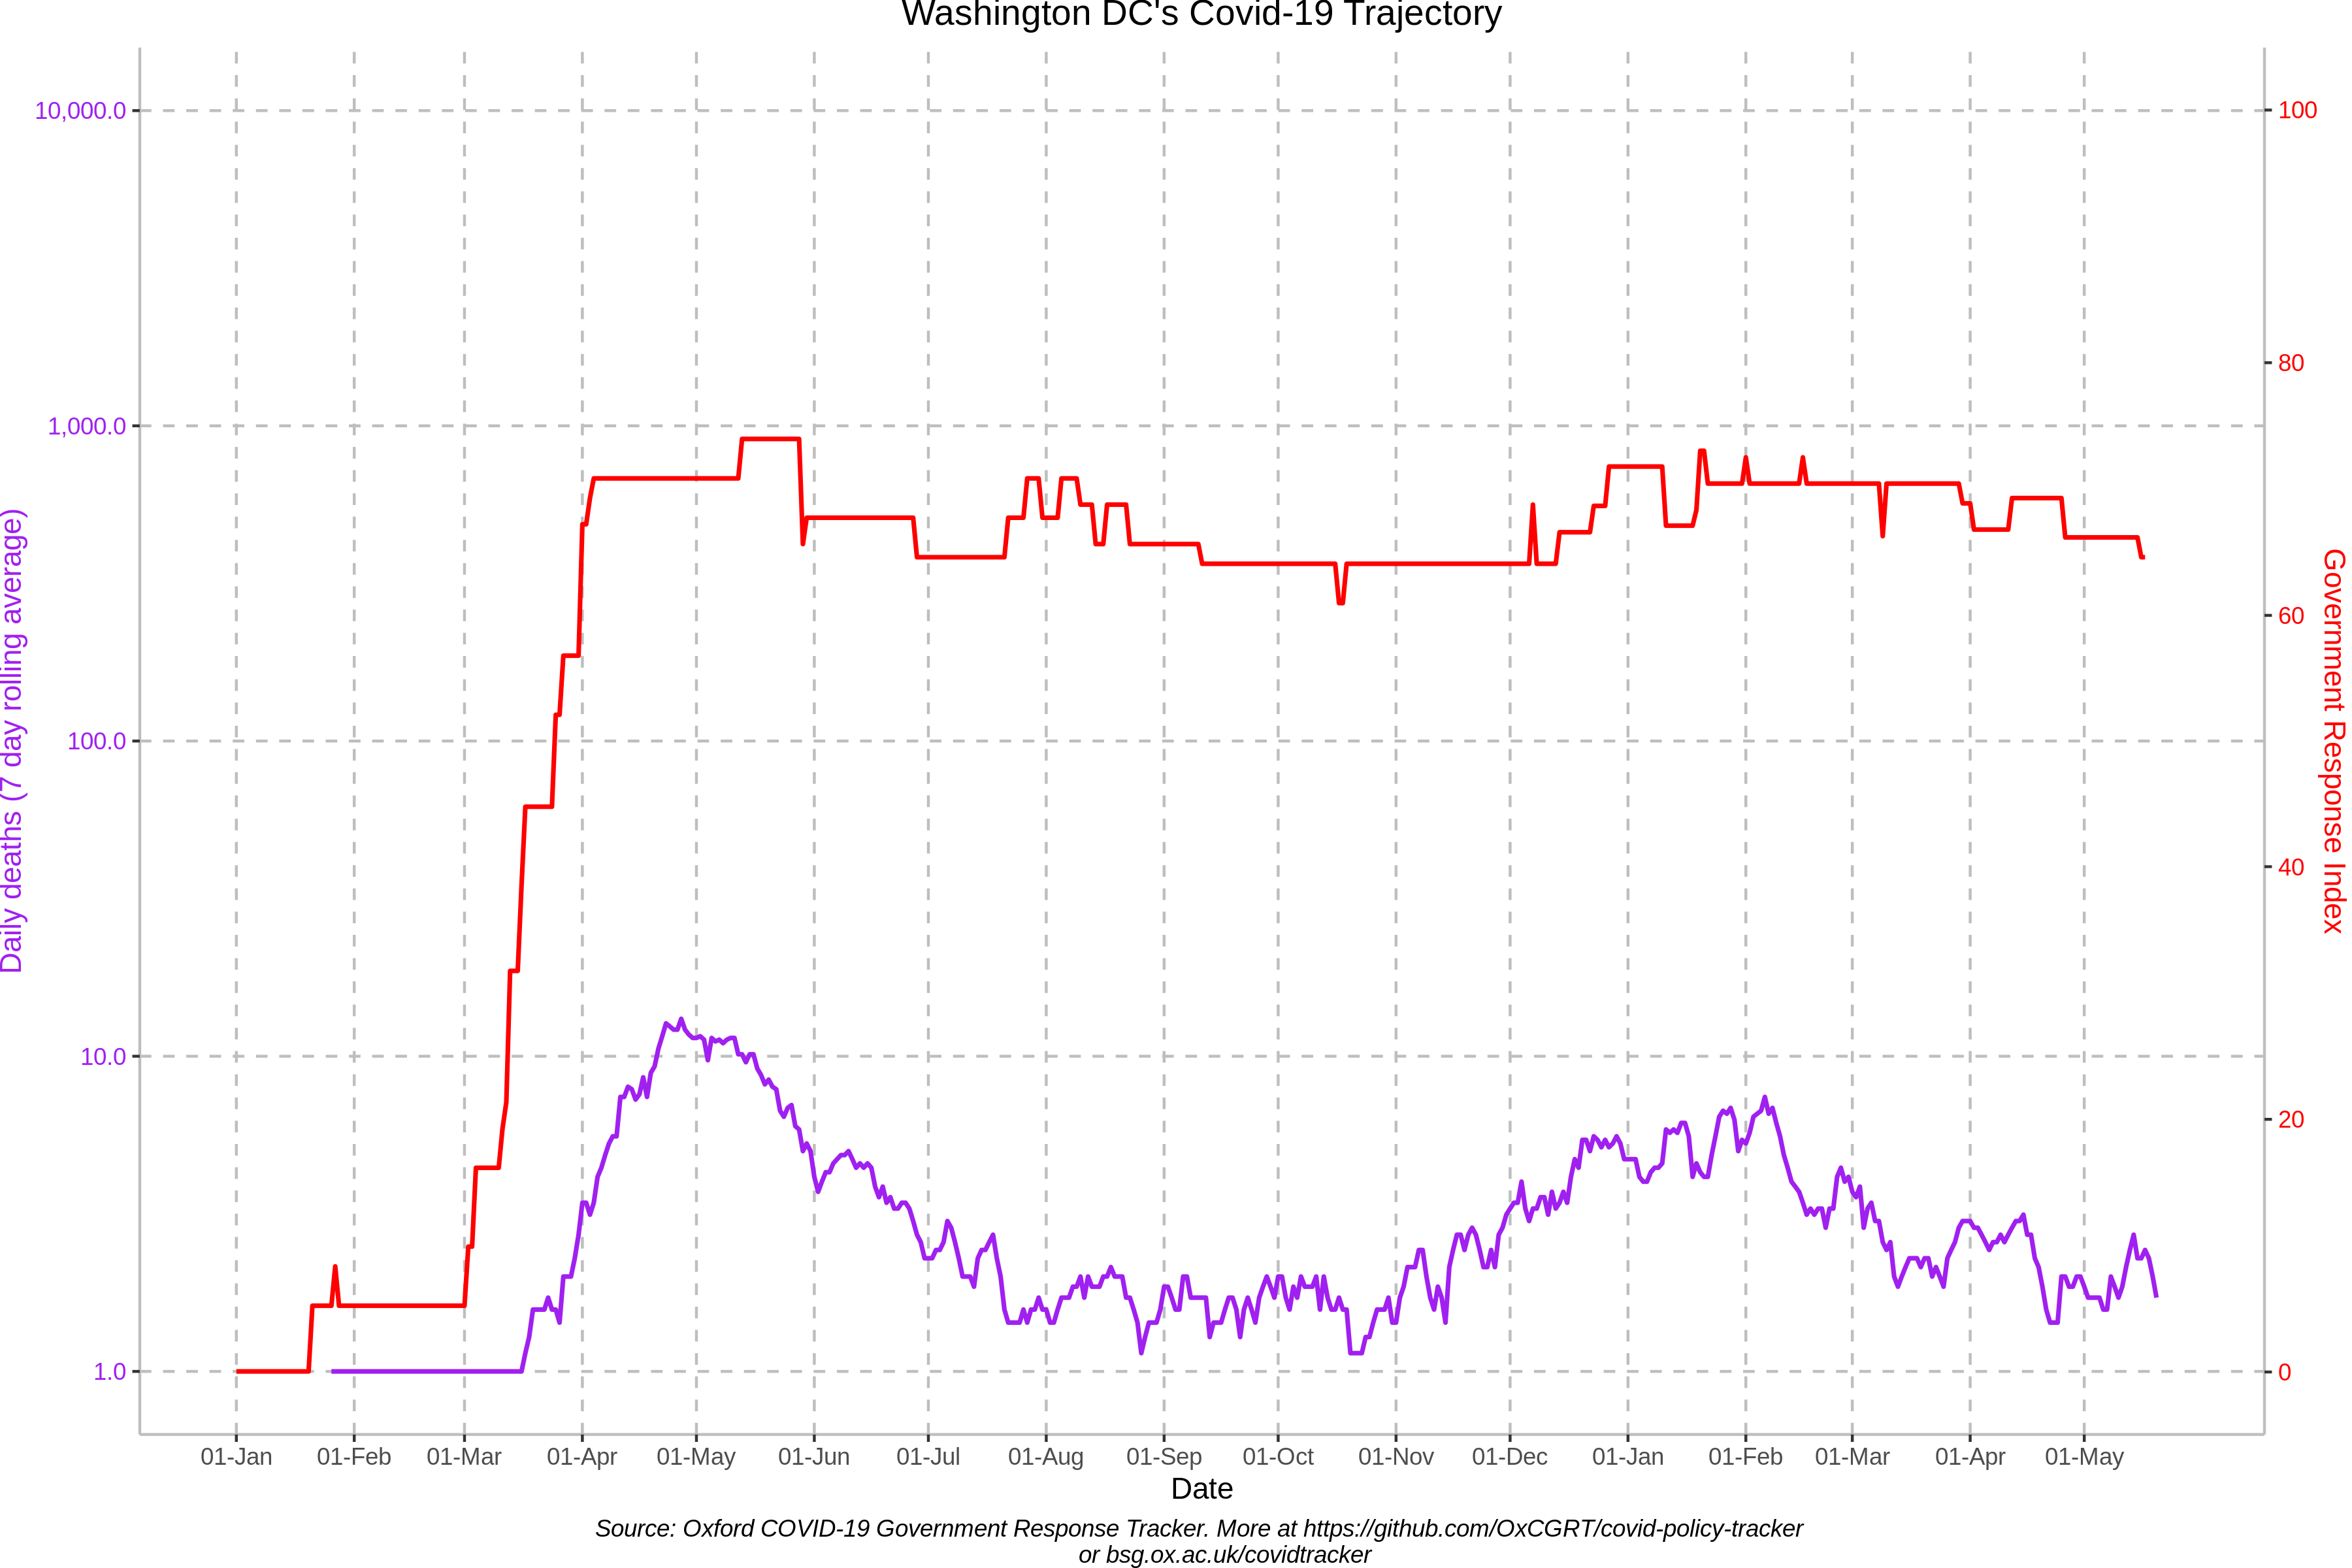 Washington DC's Covid-19 Trajectory
10,000.0
1,000.0
100.0
10.0
1.0
Daily deaths (7 day rolling average)
100
80
60
40
20
0
Government Response Index
01-Jan 01-Feb 01-Mar 01-Apr 01-May 01-Jun 01-Jul 01-Aug 01-Sep 01-Oct 01-Nov 01-Dec 01-Jan 01-Feb 01-Mar 01-Apr 01-May
Date
Source: Oxford COVID-19 Government Response Tracker. More at https://github.com/OxCGRT/covid-policy-tracker
or bsg.ox.ac.uk/covidtracker